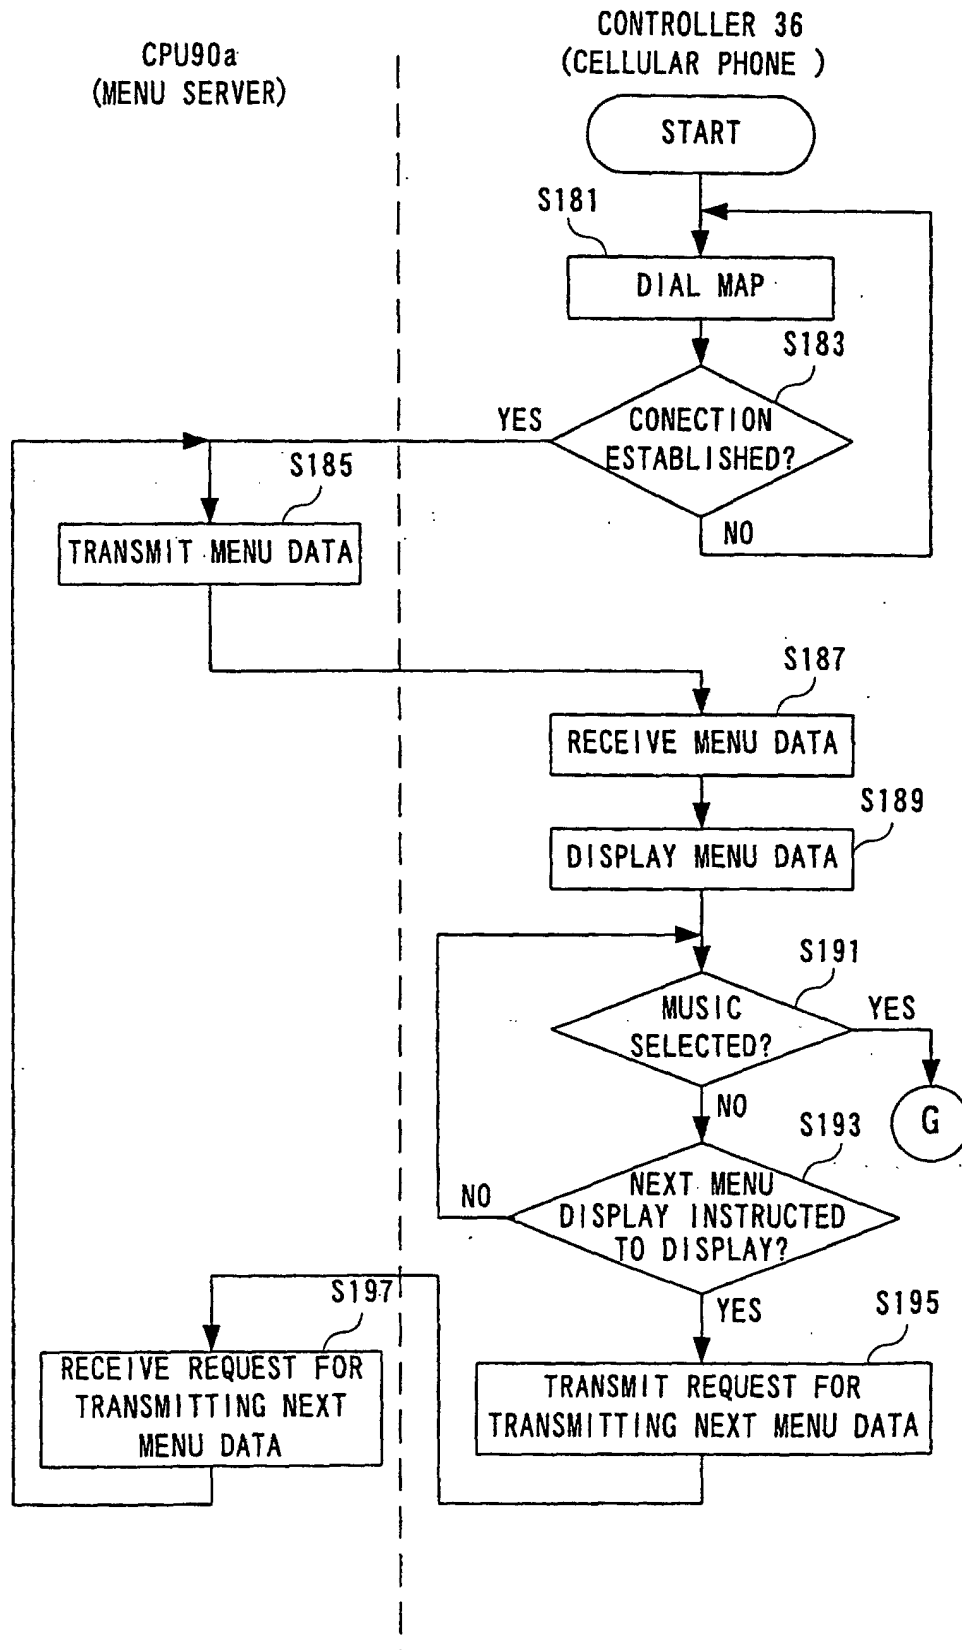 CPU90a
(MENU SERVER)
CONTROLLER 36
(CELLULAR PHONE )
START
S181
DIAL MAP
S183
CONECTION
ESTABLISHED?
YES
NO
S185
TRANSMIT MENU DATA
S187
RECEIVE MENU DATA
S189
DISPLAY MENU DATA
S191
MUSIC
SELECTED?
YES
G
NO
S193
NEXT MENU
DISPLAY INSTRUCTED
TO DISPLAY?
NO
YES
S195
TRANSMIT REQUEST FOR
TRANSMITTING NEXT MENU DATA
S197
RECEIVE REQUEST FOR
TRANSMITTING NEXT
MENU DATA